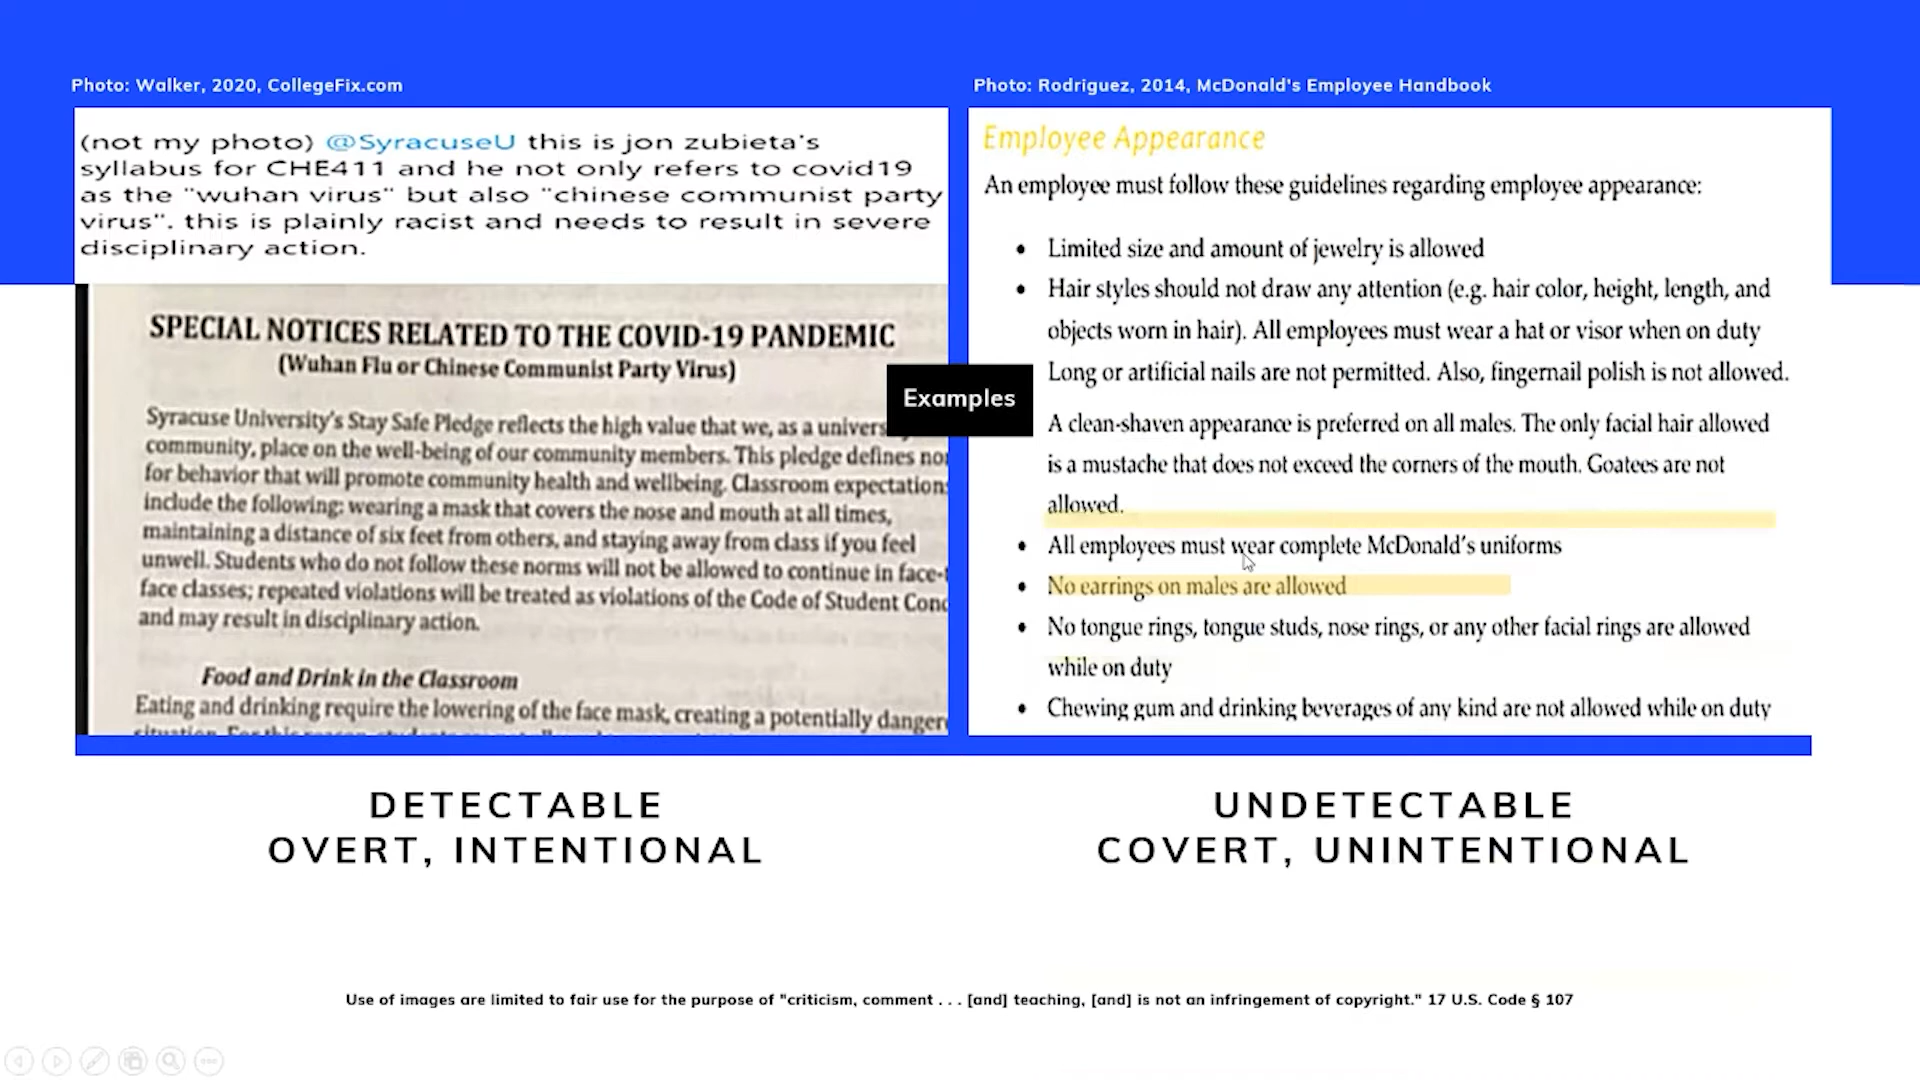 Photo: Walker, 2020, CollegeFix.com
(not my photo) @SyracuseU this is jon zubieta's
syllabus for CHE411 and he not only refers to covid19
as the "wuhan virus" but also "chinese communist party
virus". this is plainly racist and needs to result in severe
disciplinary action.
SPECIAL NOTICES RELATED TO THE COVID-19 PANDEMIC
(Wuhan Flu or Chinese Communist Party Virus)
Syracuse University's Stay Safe Pledge reflects the high value that we, as a univers
community, place on the well-being of our community members. This pledge defines nor
for behavior that will promote community health and wellbeing. Classroom expectation
include the following: wearing a mask that covers the nose and mouth at all times,
maintaining a distance of six feet from others, and staying away from class if you feel
unwell. Students who do not follow these norms will not be allowed to continue in face-t
face classes; repeated violations will be treated as violations of the Code of Student Cond
and may result in disciplinary action.
Food and Drink in the Classroom
Eating and drinking require the lowering of the face mask, creating a potentially danger
Photo: Rodriguez, 2014, McDonald's Employee Handbook
Employee Appearance
An employee must follow these guidelines regarding employee appearance:
• Limited size and amount of jewelry is allowed
• Hair styles should not draw any attention (e.g. hair color, height, length, and
objects worn in hair). All employees must wear a hat or visor when on duty
Long or artificial nails are not permitted. Also, fingernail polish is not allowed.
A clean-shaven appearance is preferred on all males. The only facial hair allowed
is a mustache that does not exceed the corners of the mouth. Goatees are not
allowed.
• All employees must wear complete McDonald's uniforms
• No earrings on males are allowed
• No tongue rings, tongue studs, nose rings, or any other facial rings are allowed
while on duty
• Chewing gum and drinking beverages of any kind are not allowed while on duty
Examples
DETECTABLE
OVERT, INTENTIONAL
UNDETECTABLE
COVERT, UNINTENTIONAL
Use of images are limited to fair use for the purpose of "criticism, comment . . . [and] teaching, [and] is not an infringement of copyright." 17 U.S. Code § 107